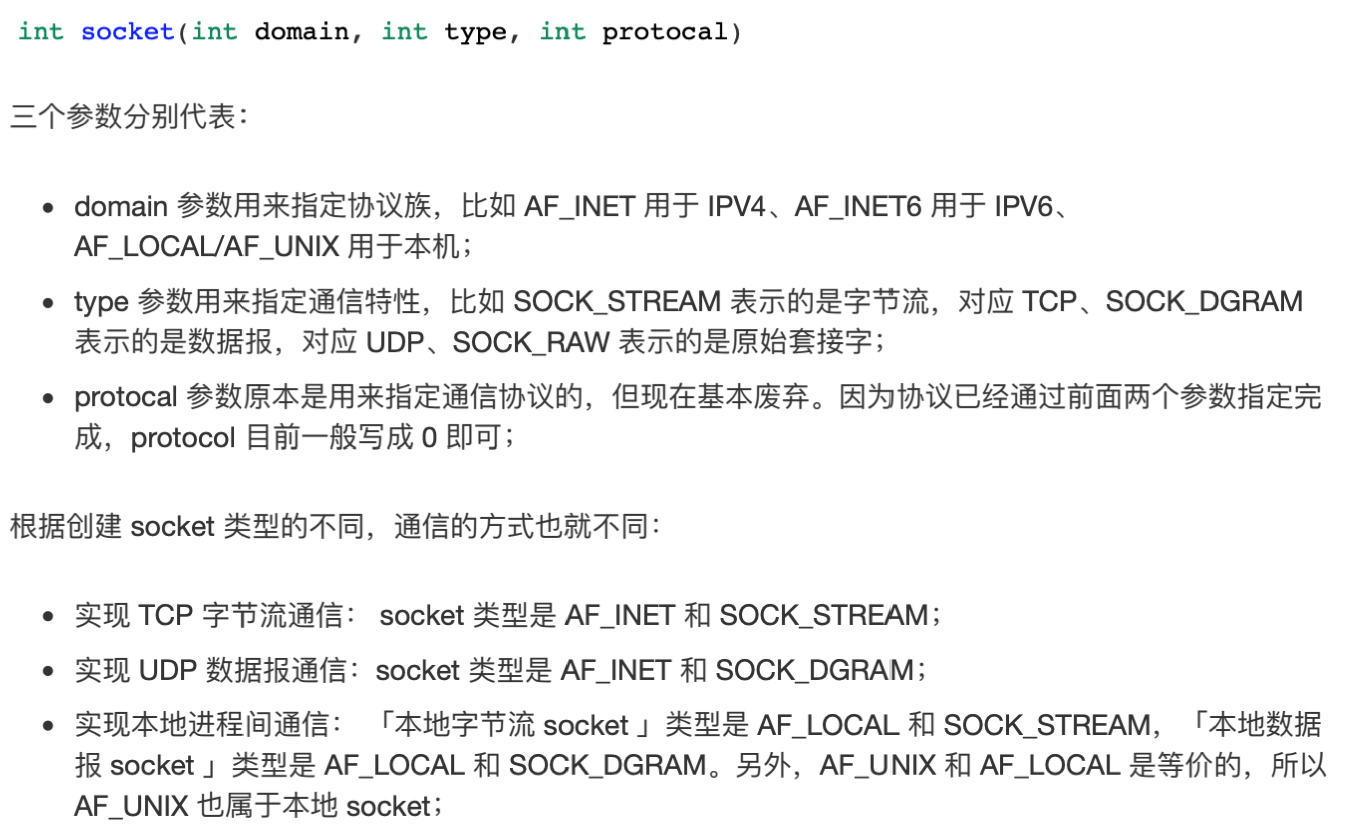 int socket(int domain, int type, int protocal)
三个参数分别代表：
• domain 参数用来指定协议族，比如 AF_INET 用于 IPV4、AF_INET6 用于 IPV6、
AF_LOCAL/AF_UNIX 用于本机；
• type 参数用来指定通信特性，比如 SOCK_STREAM 表示的是字节流，对应 TCP、SOCK_DGRAM
表示的是数据报，对应 UDP、SOCK_RAW 表示的是原始套接字；
• protocal 参数原本是用来指定通信协议的，但现在基本废弃。因为协议已经通过前面两个参数指定完
成，protocol 目前一般写成 0 即可；
根据创建 socket 类型的不同，通信的方式也就不同：
• 实现 TCP 字节流通信： socket 类型是 AF_INET 和 SOCK_STREAM；
• 实现 UDP 数据报通信：socket 类型是 AF_INET 和 SOCK_DGRAM；
• 实现本地进程间通信： 「本地字节流 socket 」类型是 AF_LOCAL 和 SOCK_STREAM，「本地数据
报 socket 」类型是 AF_LOCAL 和 SOCK_DGRAM。另外，AF_UNIX 和 AF_LOCAL 是等价的，所以
AF_UNIX 也属于本地 socket；